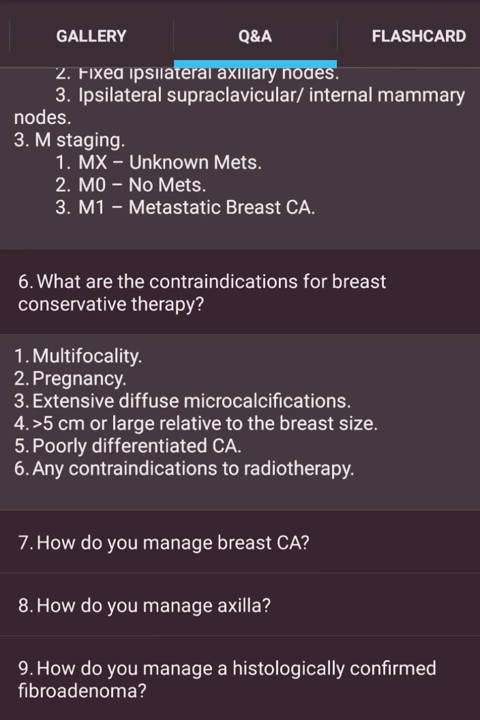 GALLERY
Q&A
FLASHCARD
2. Fixed ipsilateral axillary nodes.
3. Ipsilateral supraclavicular/ internal mammary
nodes.
3. M staging.
1. MX – Unknown Mets.
2. M0 – No Mets.
3. M1 – Metastatic Breast CA.
6. What are the contraindications for breast
conservative therapy?
1. Multifocality.
2. Pregnancy.
3. Extensive diffuse microcalcifications.
4. >5 cm or large relative to the breast size.
5. Poorly differentiated CA.
6. Any contraindications to radiotherapy.
7. How do you manage breast CA?
8. How do you manage axilla?
9. How do you manage a histologically confirmed
fibroadenoma?